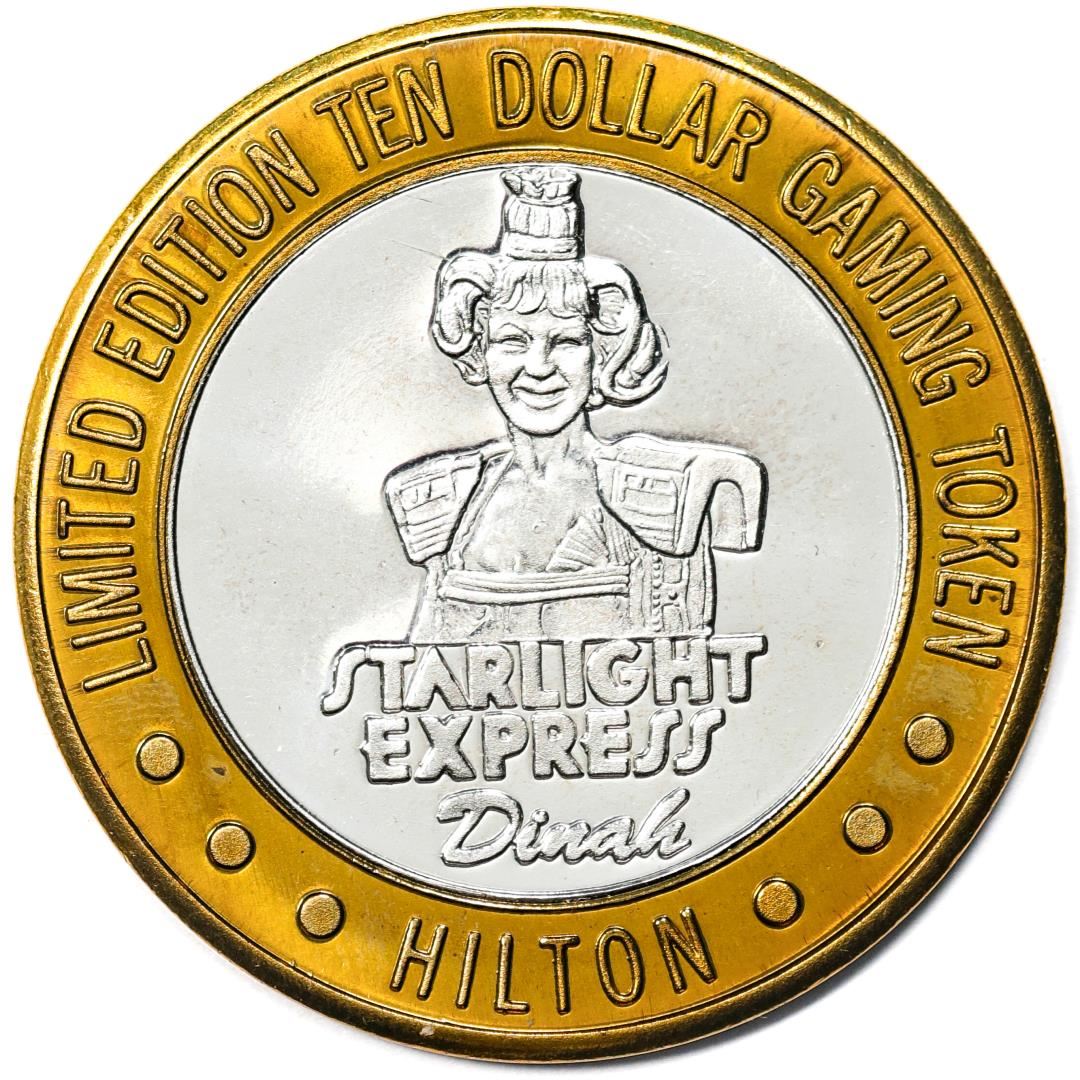 LIMITED EDITION TEN DOLLAR GAMING TOKEN
STARLIGHT
EXPRESS
Dinah
HILTON